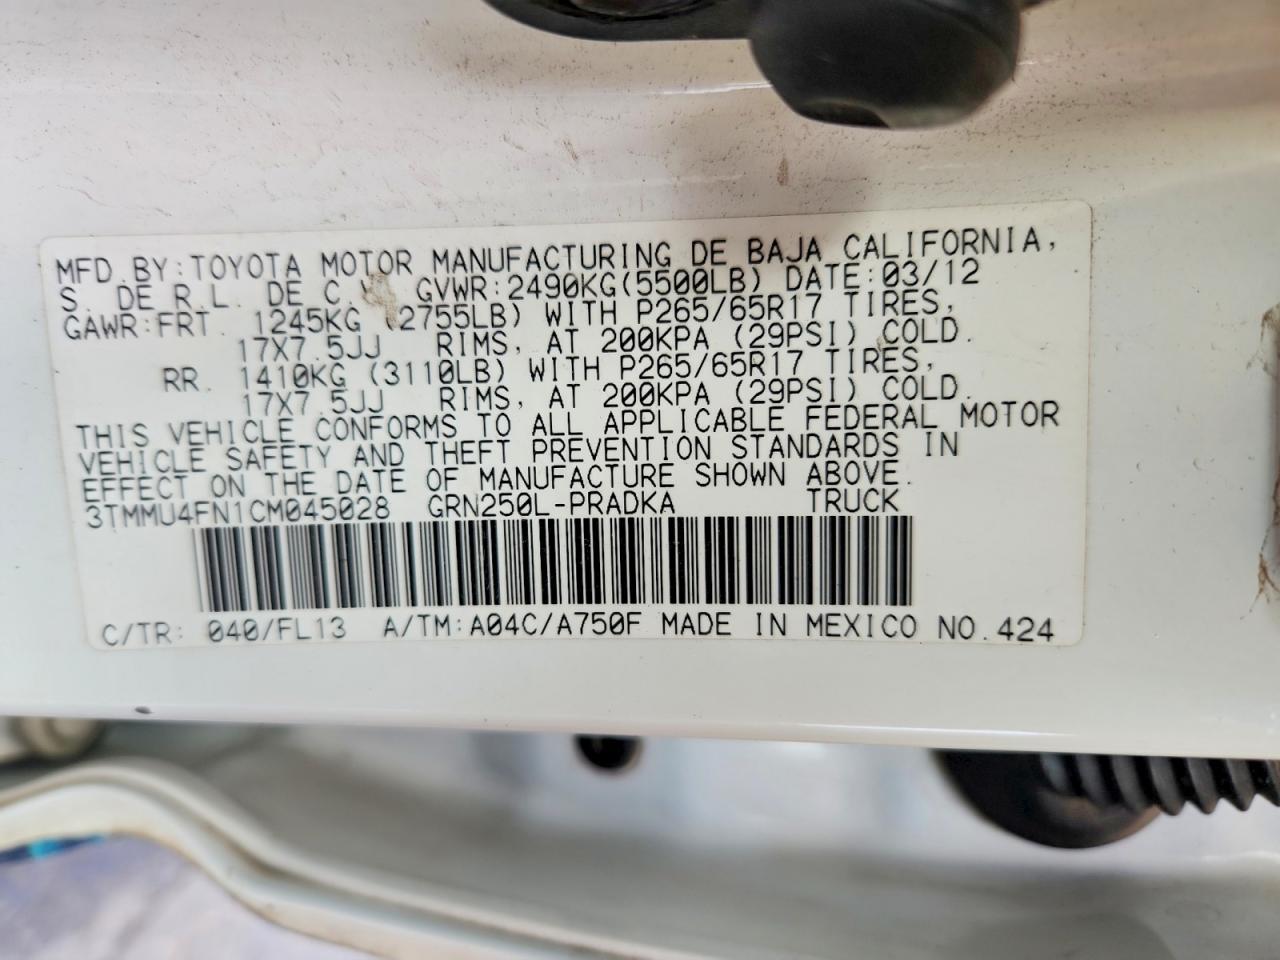 MFD.BY:TOYOTA MOTOR MANUFACTURING DE BAJA CALIFORNIA,
S. DE R.L. DE C. GVWR:2490KG(5500LB) DATE:03/12
GAWR:FRT. 1245KG (2755LB) WITH P265/65R17 TIRES,
17X7.5JJ RIMS, AT 200KPA (29PSI) COLD.
RR. 1410KG (3110LB) WITH P265/65R17 TIRES,
17X7.5JJ RIMS, AT 200KPA (29PSI) COLD.
THIS VEHICLE CONFORMS TO ALL APPLICABLE FEDERAL MOTOR
VEHICLE SAFETY AND THEFT PREVENTION STANDARDS IN
EFFECT ON THE DATE OF MANUFACTURE SHOWN ABOVE.
3TMMU4FN1CM045028 GRN250L-PRADKA TRUCK
C/TR: 040/FL13 A/TM:A04C/A750F MADE IN MEXICO NO.424